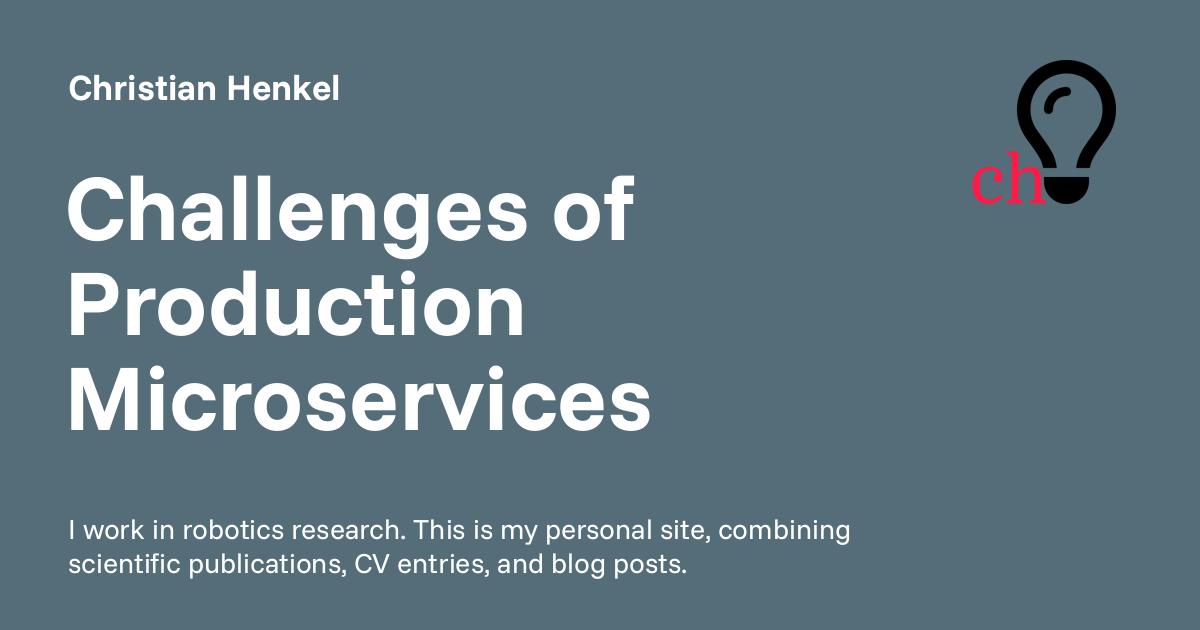 Christian Henkel
ch
Challenges of
Production
Microservices
I work in robotics research. This is my personal site, combining
scientific publications, CV entries, and blog posts.